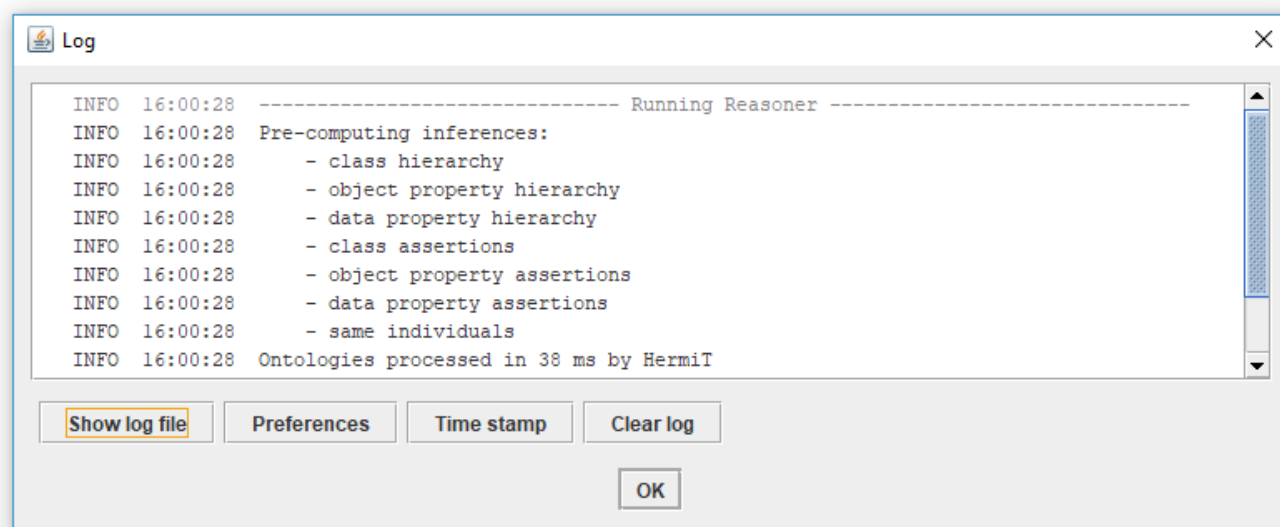 Log
INFO 16:00:28 ------------------------------- Running Reasoner -------------------------------
INFO 16:00:28 Pre-computing inferences:
INFO 16:00:28     - class hierarchy
INFO 16:00:28     - object property hierarchy
INFO 16:00:28     - data property hierarchy
INFO 16:00:28     - class assertions
INFO 16:00:28     - object property assertions
INFO 16:00:28     - data property assertions
INFO 16:00:28     - same individuals
INFO 16:00:28 Ontologies processed in 38 ms by HermiT
Show log file Preferences Time stamp Clear log
OK